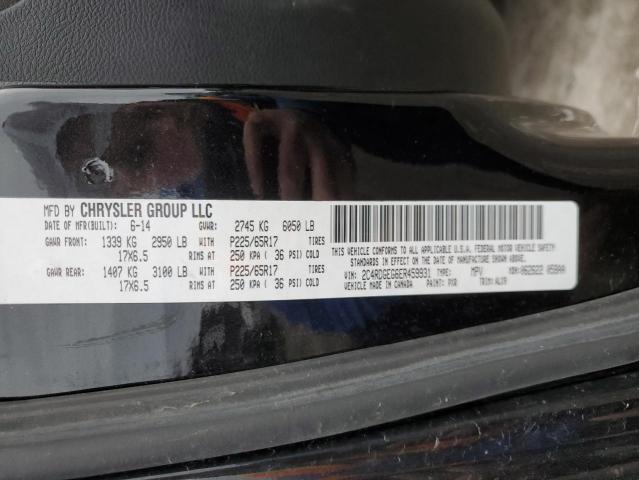 MFD BY CHRYSLER GROUP LLC
DATE OF MFR(BUILT): 6-14 GVWR: 2745 KG 6050 LB
GAWR FRONT: 1339 KG 2950 LB WITH P225/65R17 TIRES
17X6.5 RIMS AT 250 KPA ( 36 PSI) COLD
GAWR REAR: 1407 KG 3100 LB WITH P225/65R17 TIRES
17X6.5 RIMS AT 250 KPA ( 36 PSI) COLD
THIS VEHICLE CONFORMS TO ALL APPLICABLE U.S.A. FEDERAL MOTOR VEHICLE SAFETY
STANDARDS IN EFFECT ON THE DATE OF MANUFACTURE SHOWN ABOVE.
VIN: 2C4RDGEG6ER459931 TYPE: MPV MDH: 062622 058AA
VEHICLE MADE IN CANADA PAINT: PXR TRIM: